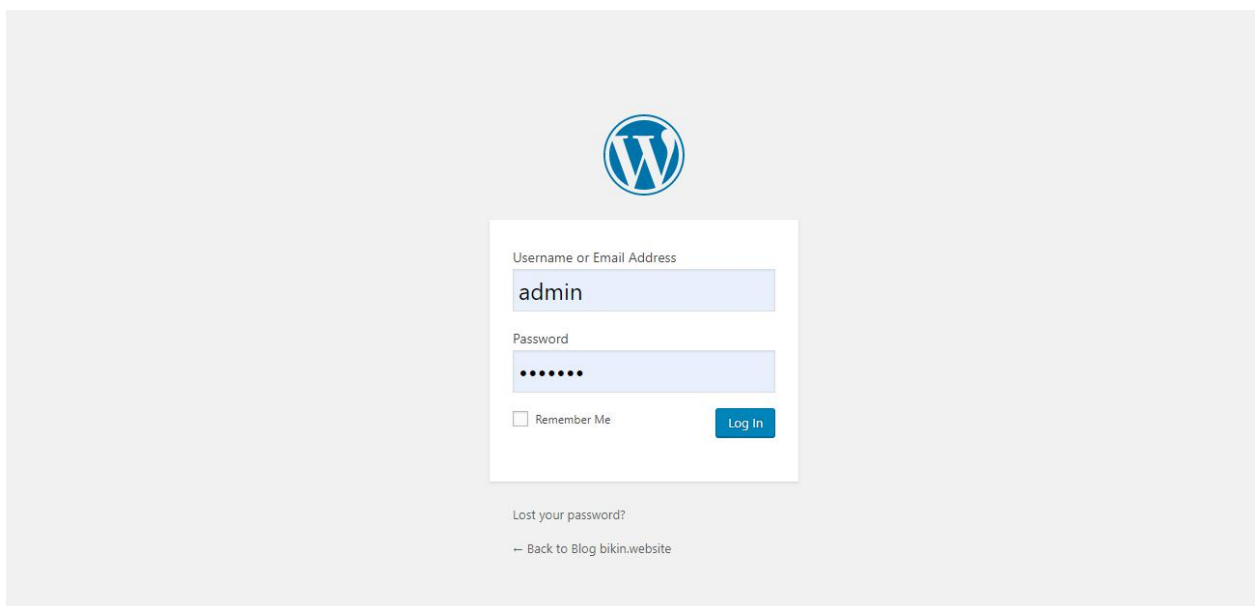 Username or Email Address
admin
Password
•••••••
Remember Me
Log In
Lost your password?
← Back to Blog bikin.website